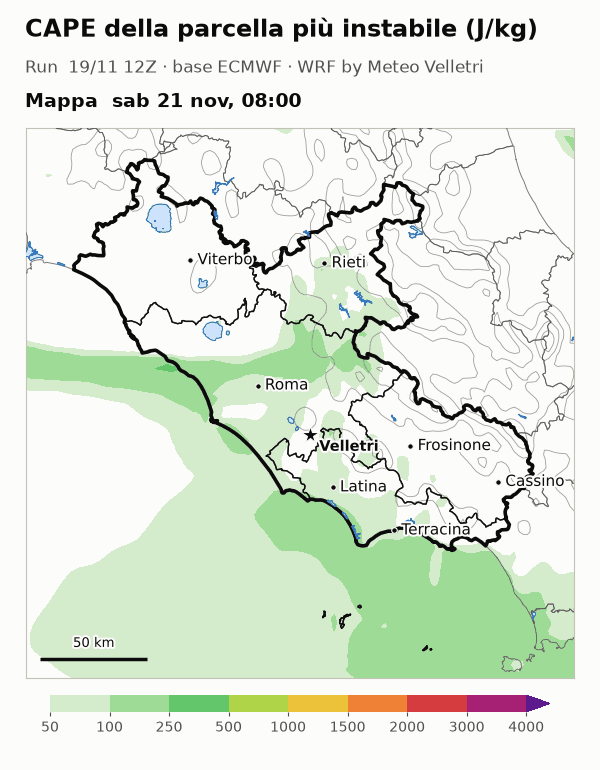 CAPE della parcella più instabile (J/kg)
Run  19/11 12Z · base ECMWF · WRF by Meteo Velletri
Mappa  sab 21 nov, 08:00
Viterbo
Rieti
Roma
Velletri
Frosinone
Latina
Cassino
Terracina
50 km
50 100 250 500 1000 1500 2000 3000 4000